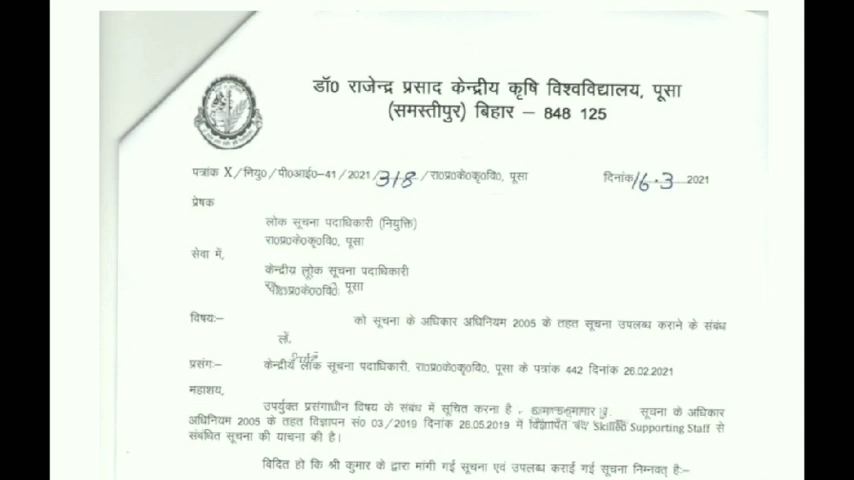 डॉ0 राजेन्द्र प्रसाद केन्द्रीय कृषि विश्वविद्यालय, पूसा
(समस्तीपुर) बिहार – 848 125
पत्रांक X/नियु0/पी0आई0–41/2021/318/रा0प्र0के0कृ0वि0, पूसा दिनांक 16.3 2021
प्रेषक
लोक सूचना पदाधिकारी (नियुक्ति)
रा0प्र0के0कृ0वि0, पूसा
सेवा में,
केन्द्रीय लोक सूचना पदाधिकारी
पूसा
विषयः– को सूचना के अधिकार अधिनियम 2005 के तहत सूचना उपलब्ध कराने के संबंध
प्रसंगः– केन्द्रीय लोक सूचना पदाधिकारी, रा0प्र0के0कृ0वि0, पूसा के पत्रांक 442 दिनांक 26.02.2021
महाशय,
उपर्युक्त प्रसंगाधीन विषय के संबंध में सूचित करना है सूचना के अधिकार
अधिनियम 2005 के तहत विज्ञापन सं0 03/2019 दिनांक 26.05.2019 में विज्ञापित पद Skilled Supporting Staff से
संबंधित सूचना की याचना की है।
विदित हो कि श्री कुमार के द्वारा मांगी गई सूचना एवं उपलब्ध कराई गई सूचना निम्नवत् हैः–